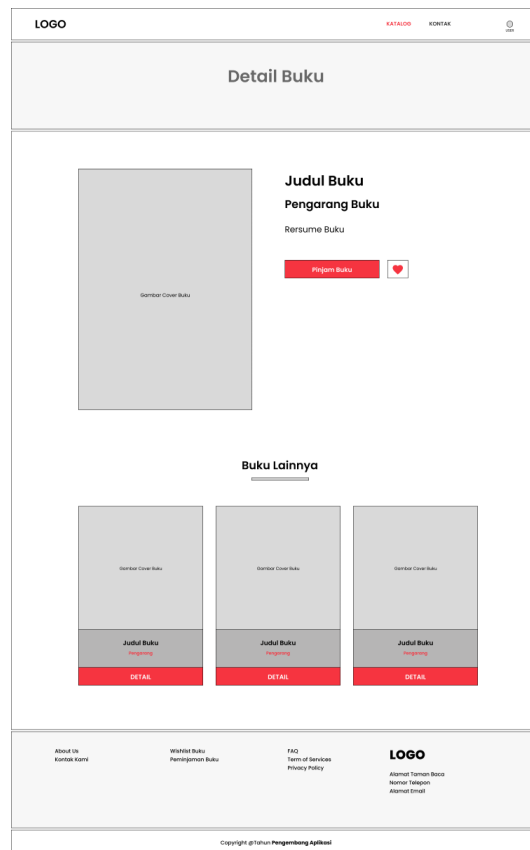 LOGO
KATALOG
KONTAK
USER
Detail Buku
Judul Buku
Pengarang Buku
Rersume Buku
Gambar Cover Buku
Pinjam Buku
Buku Lainnya
Gambar Cover Buku
Gambar Cover Buku
Gambar Cover Buku
Judul Buku
Judul Buku
Judul Buku
Pengarang
Pengarang
Pengarang
DETAIL
DETAIL
DETAIL
About Us
Kontak Kami
Wishlist Buku
Peminjaman Buku
FAQ
Term of Services
Privacy Policy
LOGO
Alamat Taman Baca
Nomor Telepon
Alamat Email
Copyright @Tahun Pengembang Aplikasi